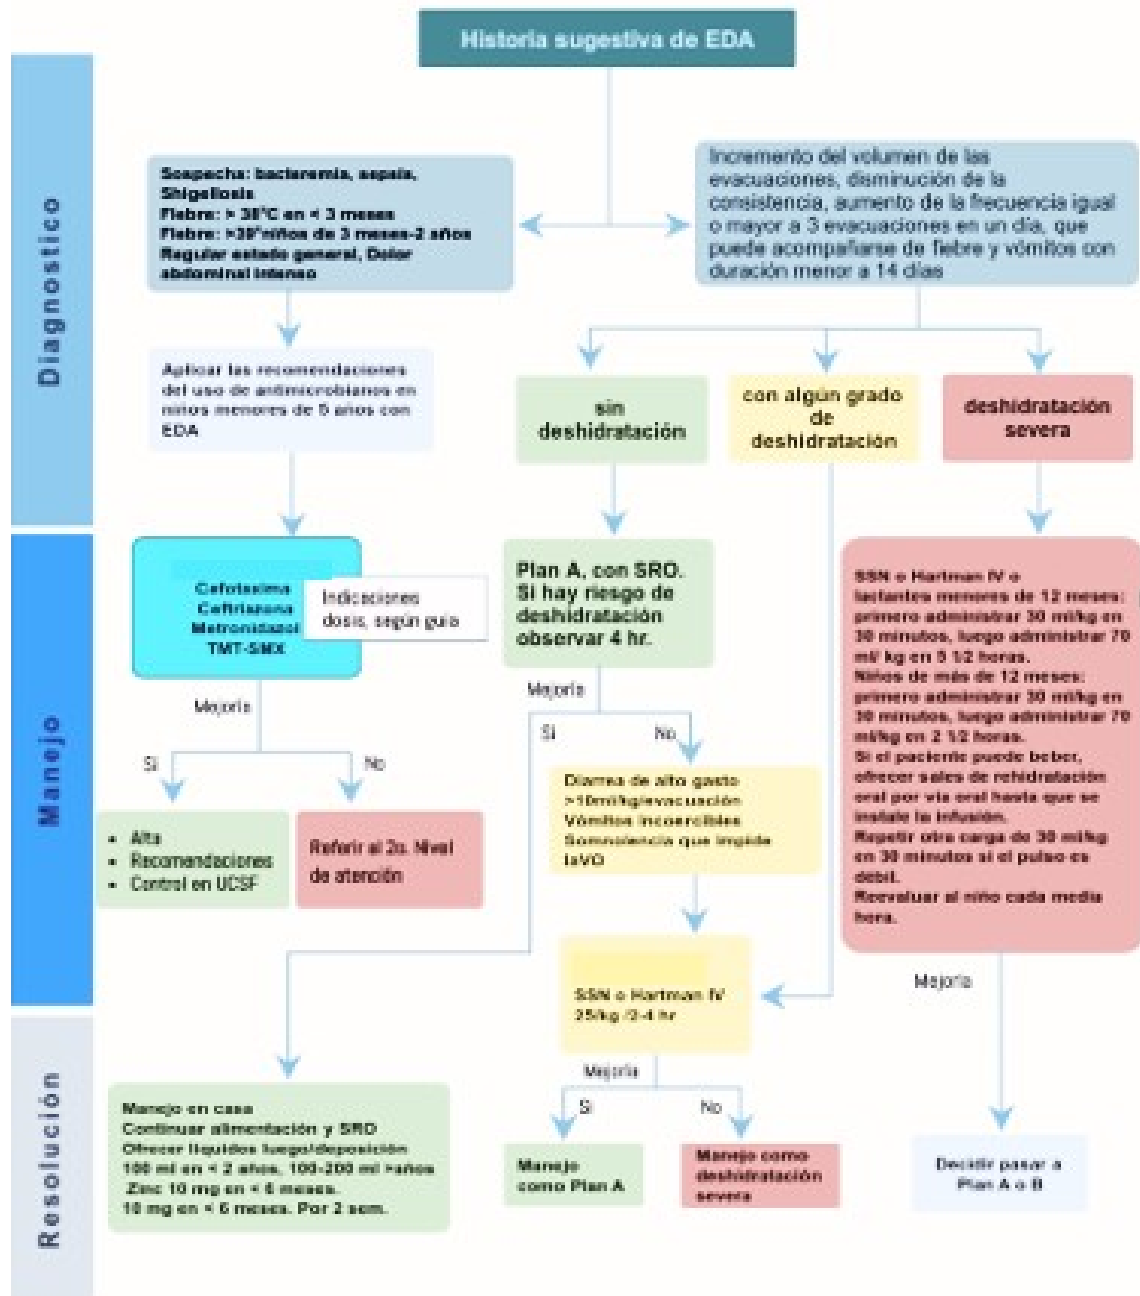 Historia sugestiva de EDA
Diagnostico
Sospecha: bacteremia, sepsis,
Shigellosis
Fiebre: > 38°C en < 3 meses
Fiebre: >39°niños de 3 meses-2 años
Regular estado general, Dolor
abdominal intenso
Incremento del volumen de las
evacuaciones, disminución de la
consistencia, aumento de la frecuencia igual
o mayor a 3 evacuaciones en un día, que
puede acompañarse de fiebre y vómitos con
duración menor a 14 días
Aplicar las recomendaciones
del uso de antimicrobianos en
niños menores de 5 años con
EDA
sin
deshidratación
con algún grado
de
deshidratación
deshidratación
severa
Manejo
Cefotaxima
Ceftriaxona
Metronidazol
TMT-SMX
Indicaciones
dosis, según guia
Plan A, con SRO.
Si hay riesgo de
deshidratación
observar 4 hr.
SSN o Hartman IV o
lactantes menores de 12 meses:
primero administrar 30 ml/kg en
30 minutos, luego administrar 70
ml/ kg en 5 1/2 horas.
Niños de más de 12 meses:
primero administrar 30 ml/kg en
30 minutos, luego administrar 70
ml/kg en 2 1/2 horas.
Si el paciente puede beber,
ofrecer sales de rehidratación
oral por via oral hasta que se
instale la infusión.
Repetir otra carga de 30 ml/kg
en 30 minutos si el pulso es
debil.
Reevaluar al niño cada media
hora.
Mejoría
Si
No
Mejoría
Si
No
Diarrea de alto gasto
>10ml/kg/evacuación
Vómitos incoercibles
Somnolencia que impide
laVO
• Alta
• Recomendaciones
• Control en UCSF
Referir al 2o. Nivel
de atención
SSN o Hartman IV
25/kg /2-4 hr
Mejoría
Resolución
Mejoría
Si
No
Manejo en casa
Continuar alimentación y SRO
Ofrecer liquidos luego/deposición
100 ml en < 2 años, 100-200 ml >años
Zinc 10 mg en < 6 meses.
10 mg en < 6 meses. Por 2 sem.
Manejo
como Plan A
Manejo como
deshidratación
severa
Decidir pasar a
Plan A o B